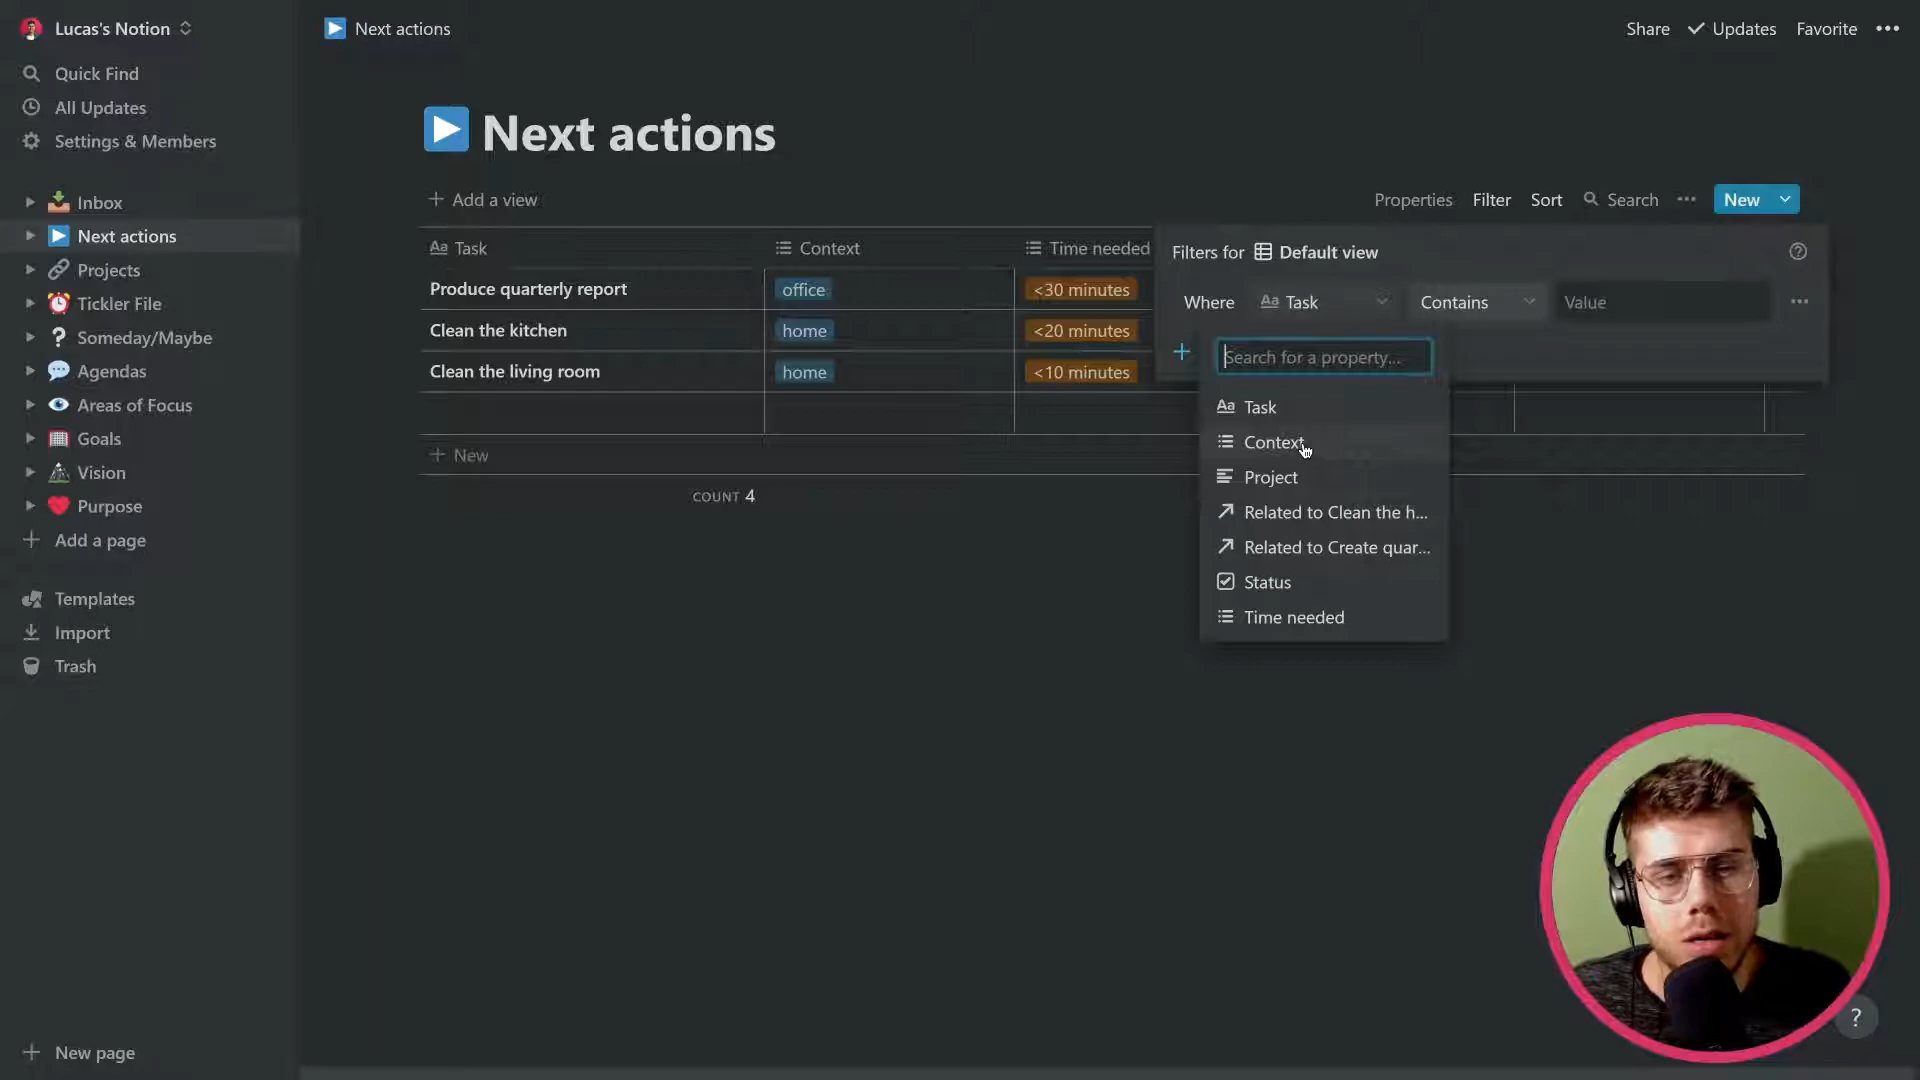 Lucas's Notion
Quick Find
All Updates
Settings & Members
Inbox
Next actions
Projects
Tickler File
Someday/Maybe
Agendas
Areas of Focus
Goals
Vision
Purpose
Add a page
Templates
Import
Trash
New page
Next actions
Share
Updates
Favorite
Next actions
Add a view
Properties
Filter
Sort
Search
New
Aa Task
Context
Time needed
Produce quarterly report
office
<30 minutes
Clean the kitchen
home
<20 minutes
Clean the living room
home
<10 minutes
New
COUNT 4
Filters for Default view
Where
Aa Task
Contains
Value
Search for a property...
Aa Task
Context
Project
Related to Clean the h...
Related to Create quar...
Status
Time needed
?